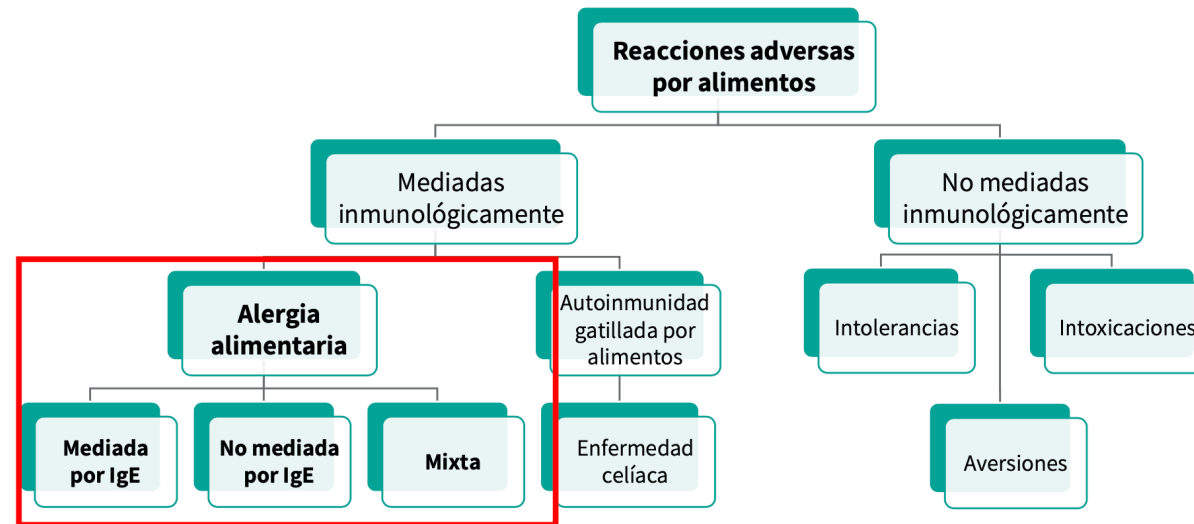 Reacciones adversas
por alimentos
Mediadas
inmunológicamente
No mediadas
inmunológicamente
Alergia
alimentaria
Autoinmunidad
gatillada por
alimentos
Intolerancias
Intoxicaciones
Mediada
por IgE
No mediada
por IgE
Mixta
Enfermedad
celíaca
Aversiones